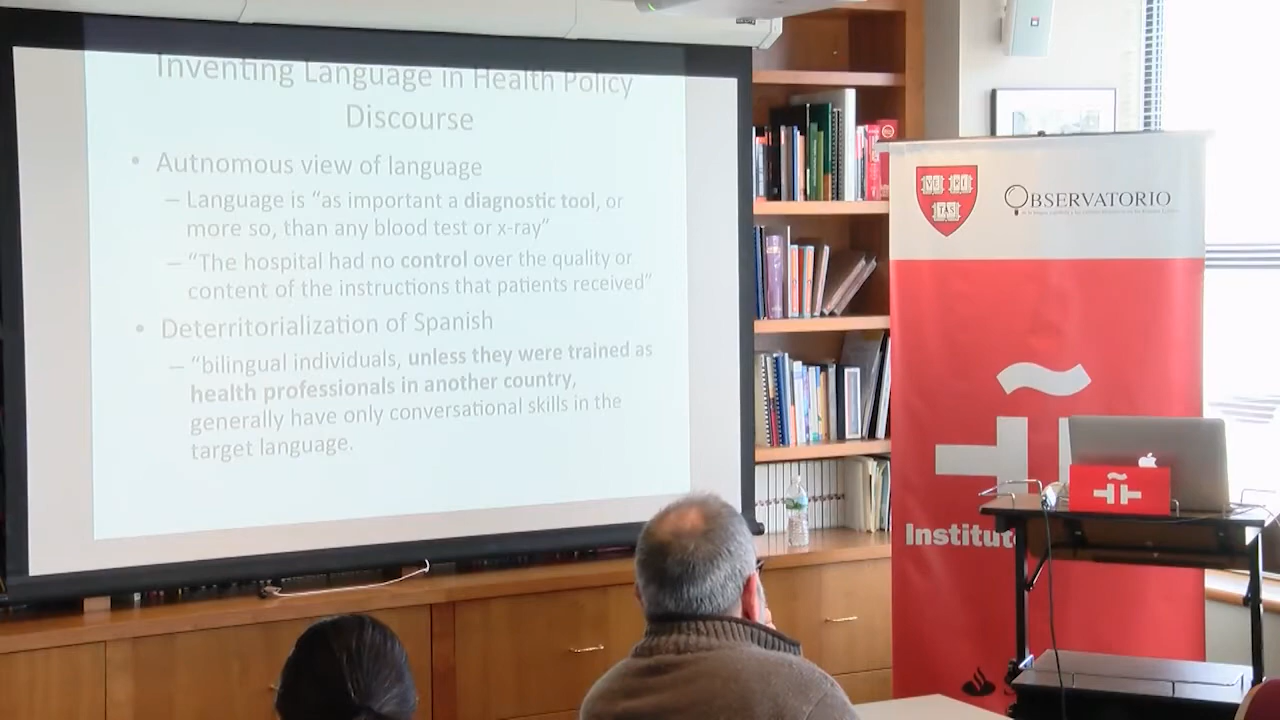 Inventing Language in Health Policy
Discourse
• Autnomous view of language
– Language is “as important a diagnostic tool, or
more so, than any blood test or x-ray”
– “The hospital had no control over the quality or
content of the instructions that patients received”
• Deterritorialization of Spanish
– “bilingual individuals, unless they were trained as
health professionals in another country,
generally have only conversational skills in the
target language.
VE RI
TAS
OBSERVATORIO
Institut